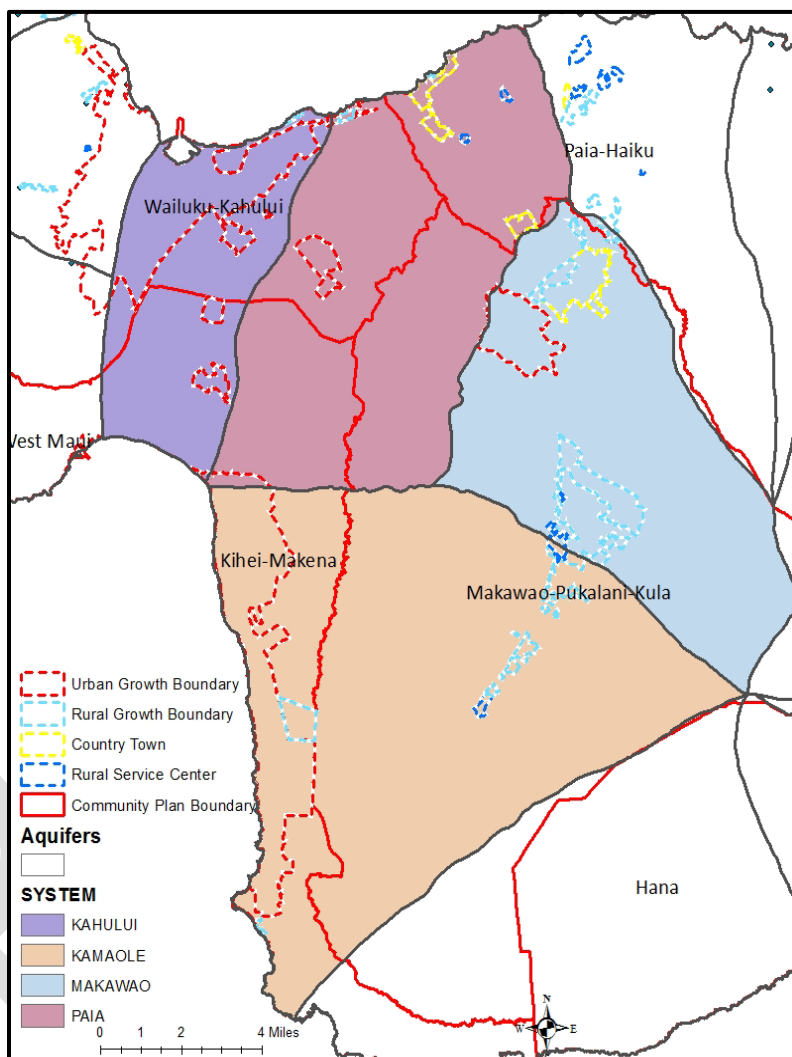 Paia-Haiku
Wailuku-Kahului
West Maui
Kihei-Makena
Makawao-Pukalani-Kula
Hana
Urban Growth Boundary
Rural Growth Boundary
Country Town
Rural Service Center
Community Plan Boundary
Aquifers
SYSTEM
KAHULUI
KAMAOLE
MAKAWAO
PAIA
0 1 2 4 Miles
N
W E
S